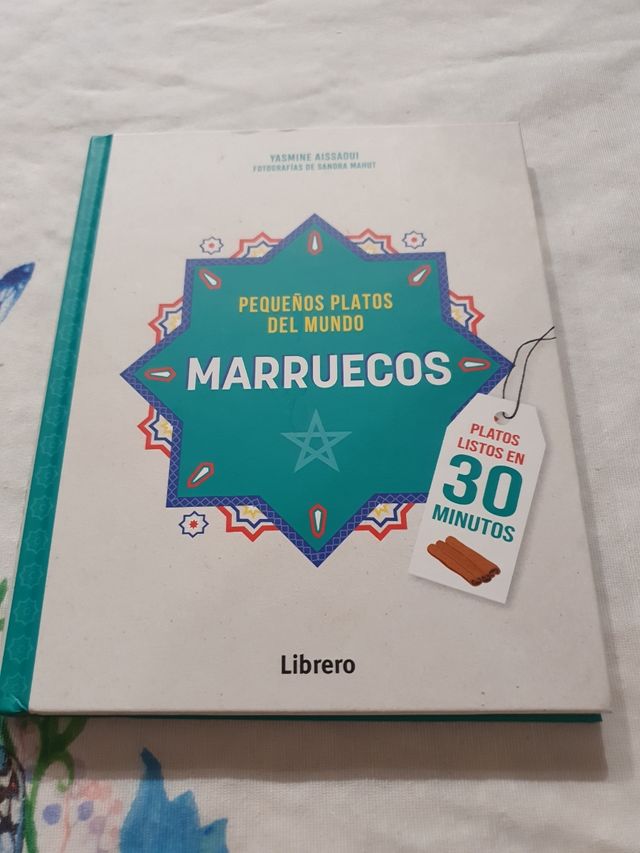 YASMINE AISSAOUI
FOTOGRAFÍAS DE SANDRA MAHUT
PEQUEÑOS PLATOS
DEL MUNDO
MARRUECOS
PLATOS
LISTOS EN
30
MINUTOS
Librero